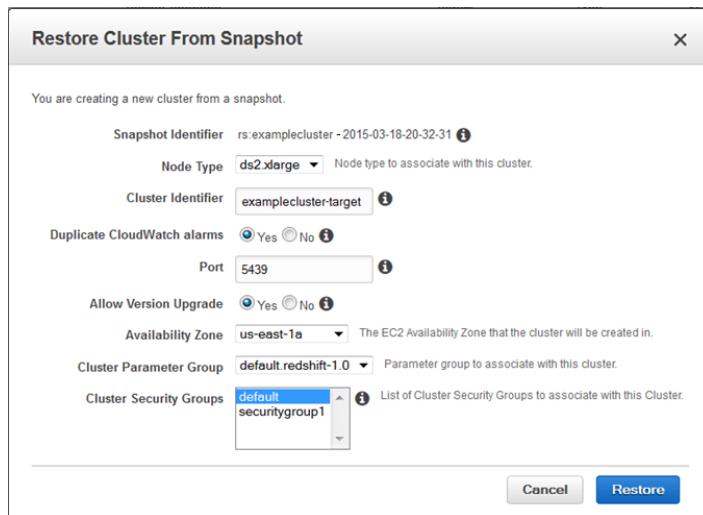 Restore Cluster From Snapshot
You are creating a new cluster from a snapshot.
Snapshot Identifier rs:examplecluster - 2015-03-18-20-32-31
Node Type ds2.xlarge Node type to associate with this cluster.
Cluster Identifier examplecluster-target
Duplicate CloudWatch alarms Yes No
Port 5439
Allow Version Upgrade Yes No
Availability Zone us-east-1a The EC2 Availability Zone that the cluster will be created in.
Cluster Parameter Group default.redshift-1.0 Parameter group to associate with this cluster.
Cluster Security Groups default List of Cluster Security Groups to associate with this Cluster.
securitygroup1
Cancel Restore